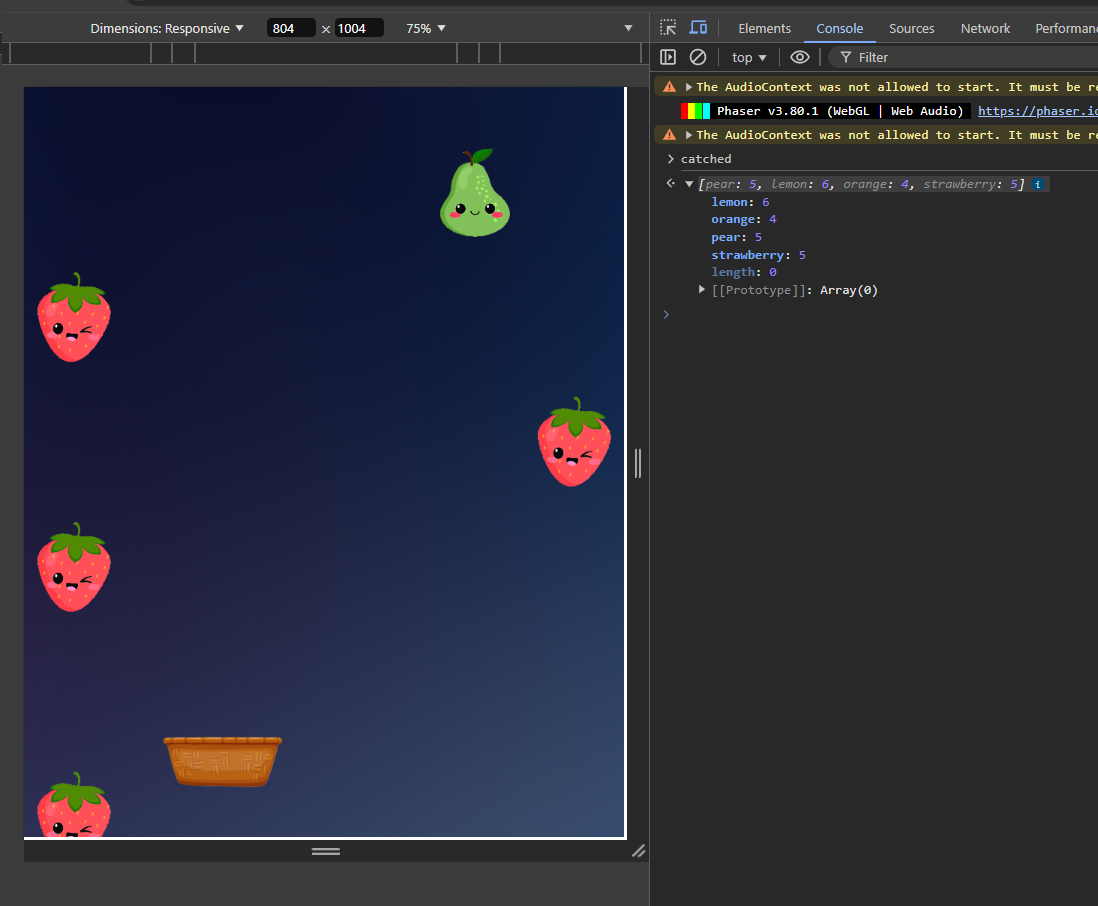 Dimensions: Responsive ▼ 804 × 1004 75% ▼ ▼
Elements Console Sources Network Performanc
top ▼ Filter
▶ The AudioContext was not allowed to start. It must be re
Phaser v3.80.1 (WebGL | Web Audio) https://phaser.io
▶ The AudioContext was not allowed to start. It must be re
> catched
▼ [pear: 5, lemon: 6, orange: 4, strawberry: 5] i
lemon: 6
orange: 4
pear: 5
strawberry: 5
length: 0
▶ [[Prototype]]: Array(0)
>